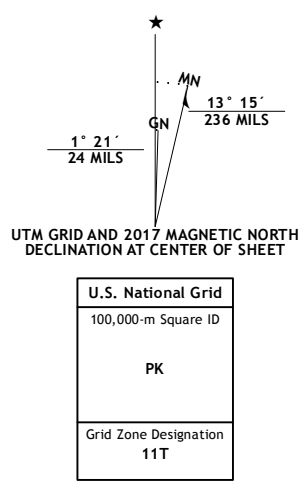 ★
MN
GN
13° 15´
236 MILS
1° 21´
24 MILS
UTM GRID AND 2017 MAGNETIC NORTH
DECLINATION AT CENTER OF SHEET
U.S. National Grid
100,000-m Square ID
PK
Grid Zone Designation
11T